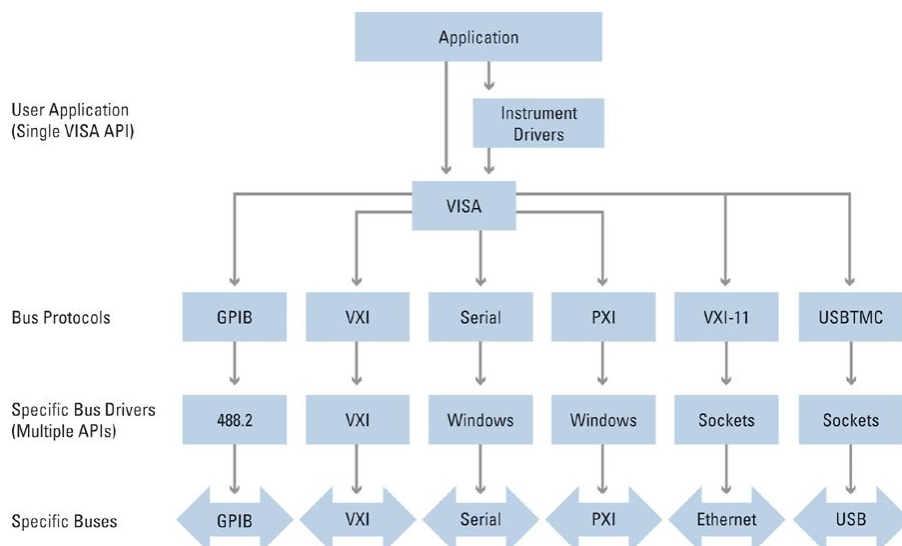 Application
User Application
(Single VISA API)
Instrument
Drivers
VISA
Bus Protocols
GPIB
VXI
Serial
PXI
VXI-11
USBTMC
Specific Bus Drivers
(Multiple APIs)
488.2
VXI
Windows
Windows
Sockets
Sockets
Specific Buses
GPIB
VXI
Serial
PXI
Ethernet
USB